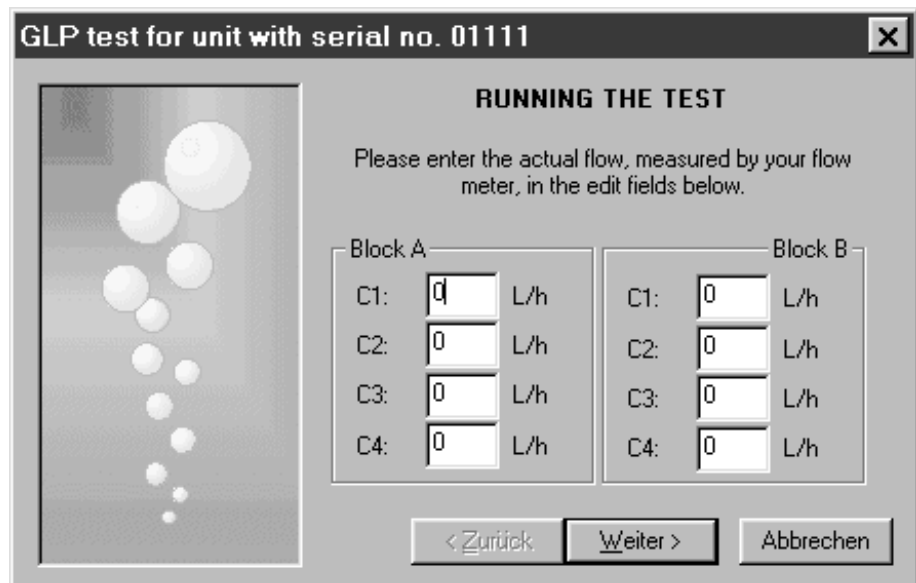 GLP test for unit with serial no. 01111
RUNNING THE TEST
Please enter the actual flow, measured by your flow
meter, in the edit fields below.
Block A
C1: 0 L/h
C2: 0 L/h
C3: 0 L/h
C4: 0 L/h
Block B
C1: 0 L/h
C2: 0 L/h
C3: 0 L/h
C4: 0 L/h
< Zurück Weiter > Abbrechen